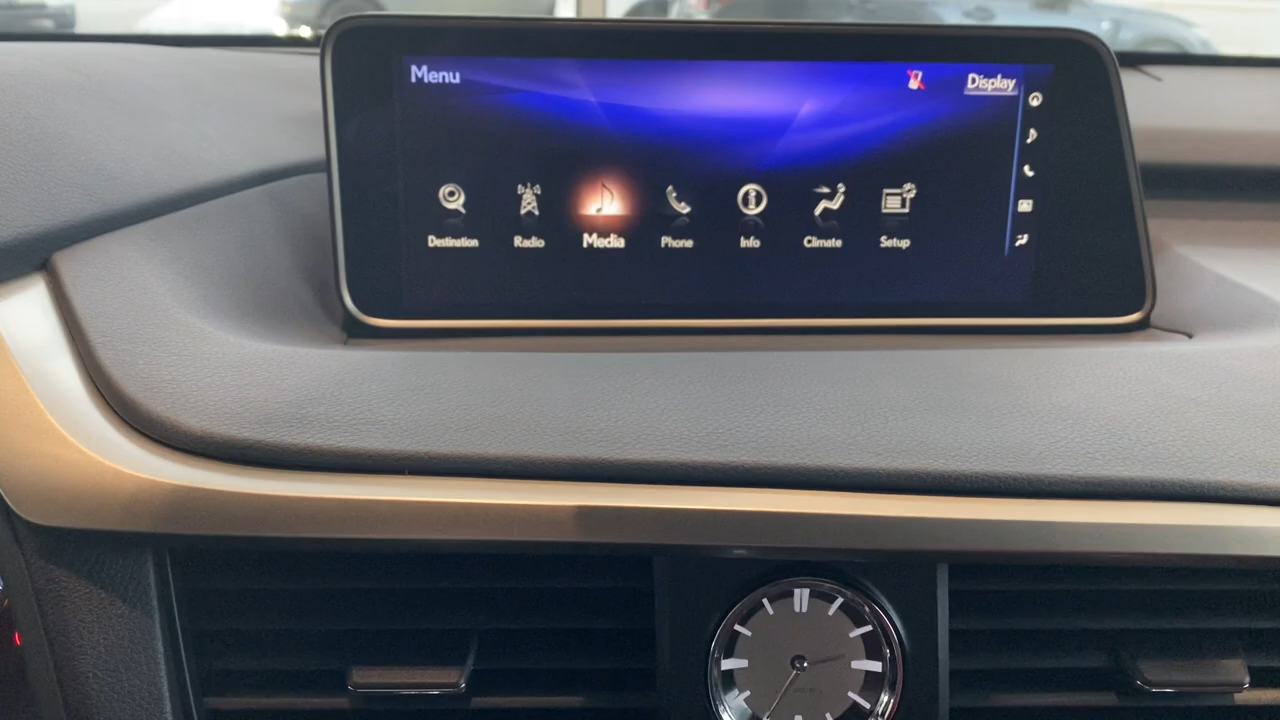 Menu
Display
Destination
Radio
Media
Phone
Info
Climate
Setup